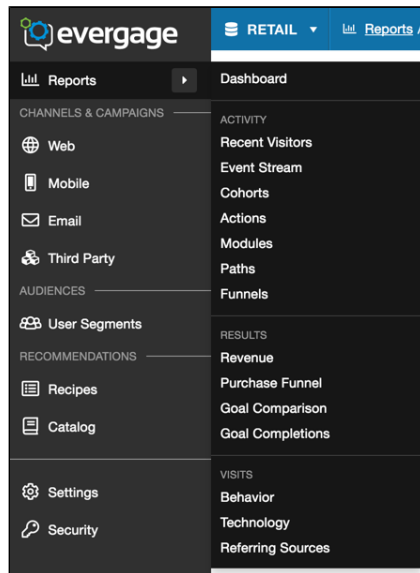 evergage
RETAIL
Reports
Reports
CHANNELS & CAMPAIGNS
Web
Mobile
Email
Third Party
AUDIENCES
User Segments
RECOMMENDATIONS
Recipes
Catalog
Settings
Security
Dashboard
ACTIVITY
Recent Visitors
Event Stream
Cohorts
Actions
Modules
Paths
Funnels
RESULTS
Revenue
Purchase Funnel
Goal Comparison
Goal Completions
VISITS
Behavior
Technology
Referring Sources